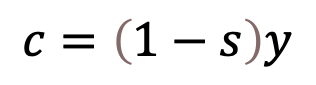 c = (1 − s)y